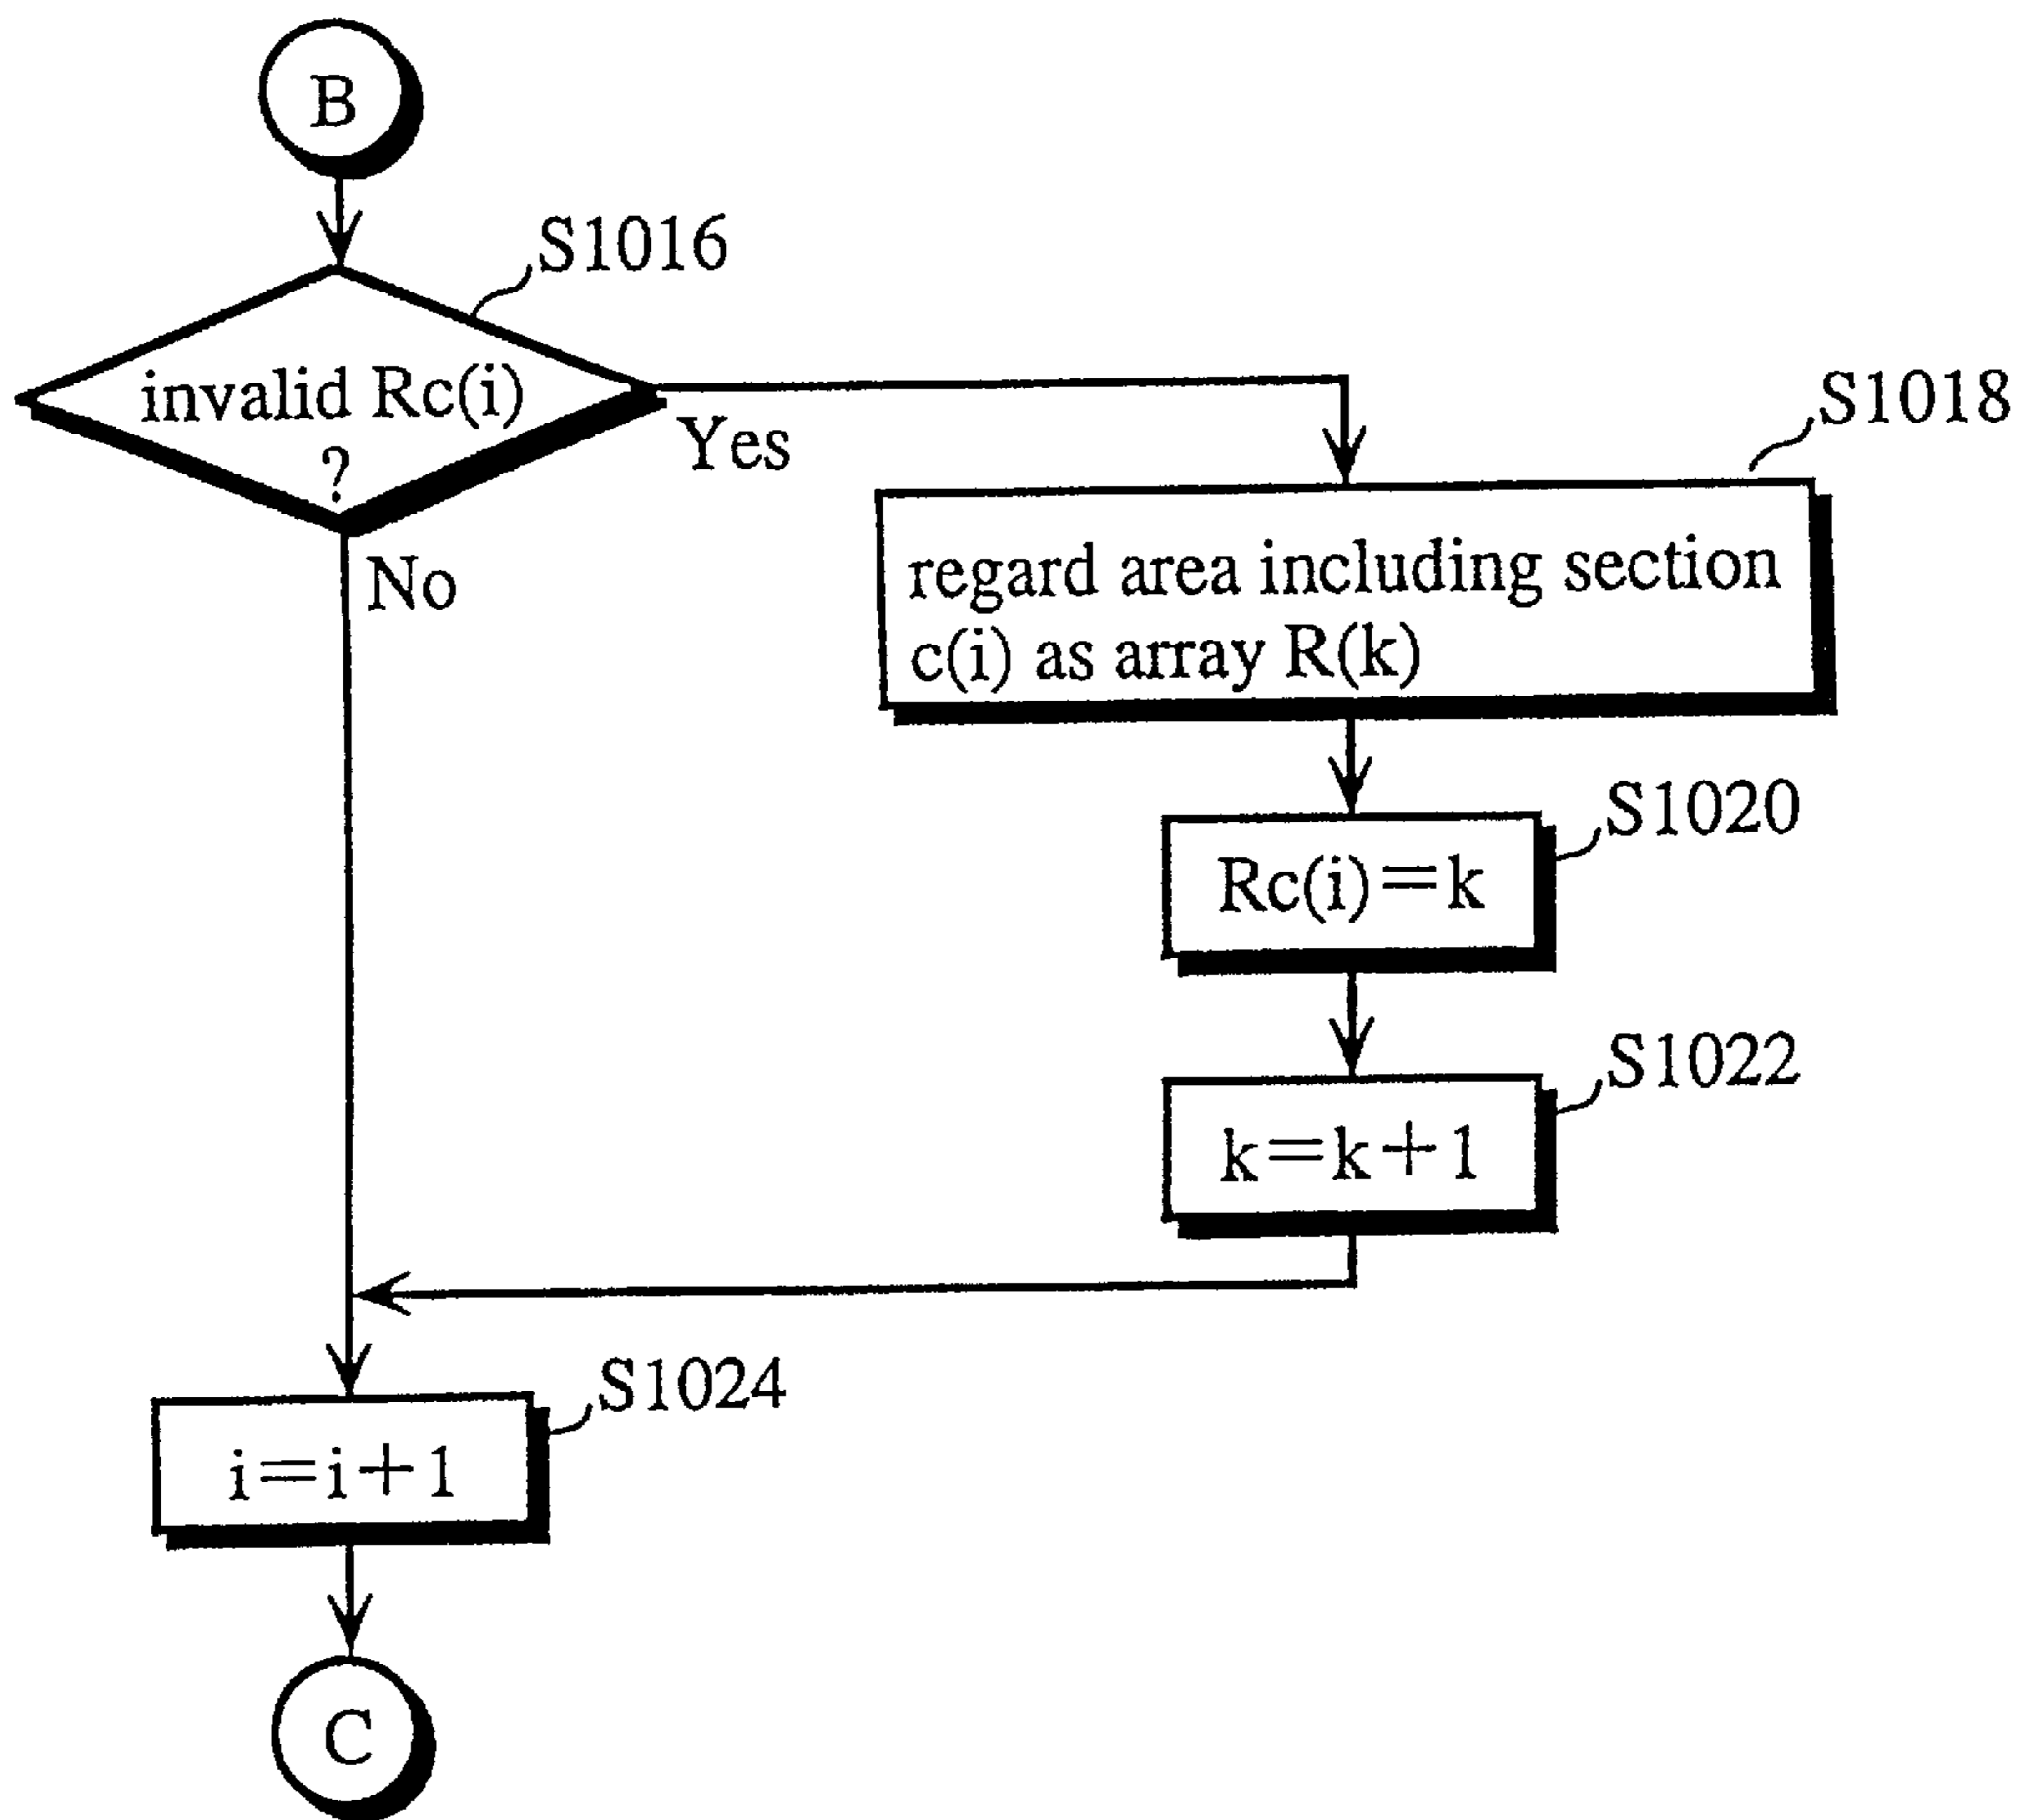 B
S1016
invalid Rc(i)
?
Yes
No
S1018
regard area including section
c(i) as array R(k)
S1020
Rc(i)=k
S1022
k=k+1
S1024
i=i+1
C